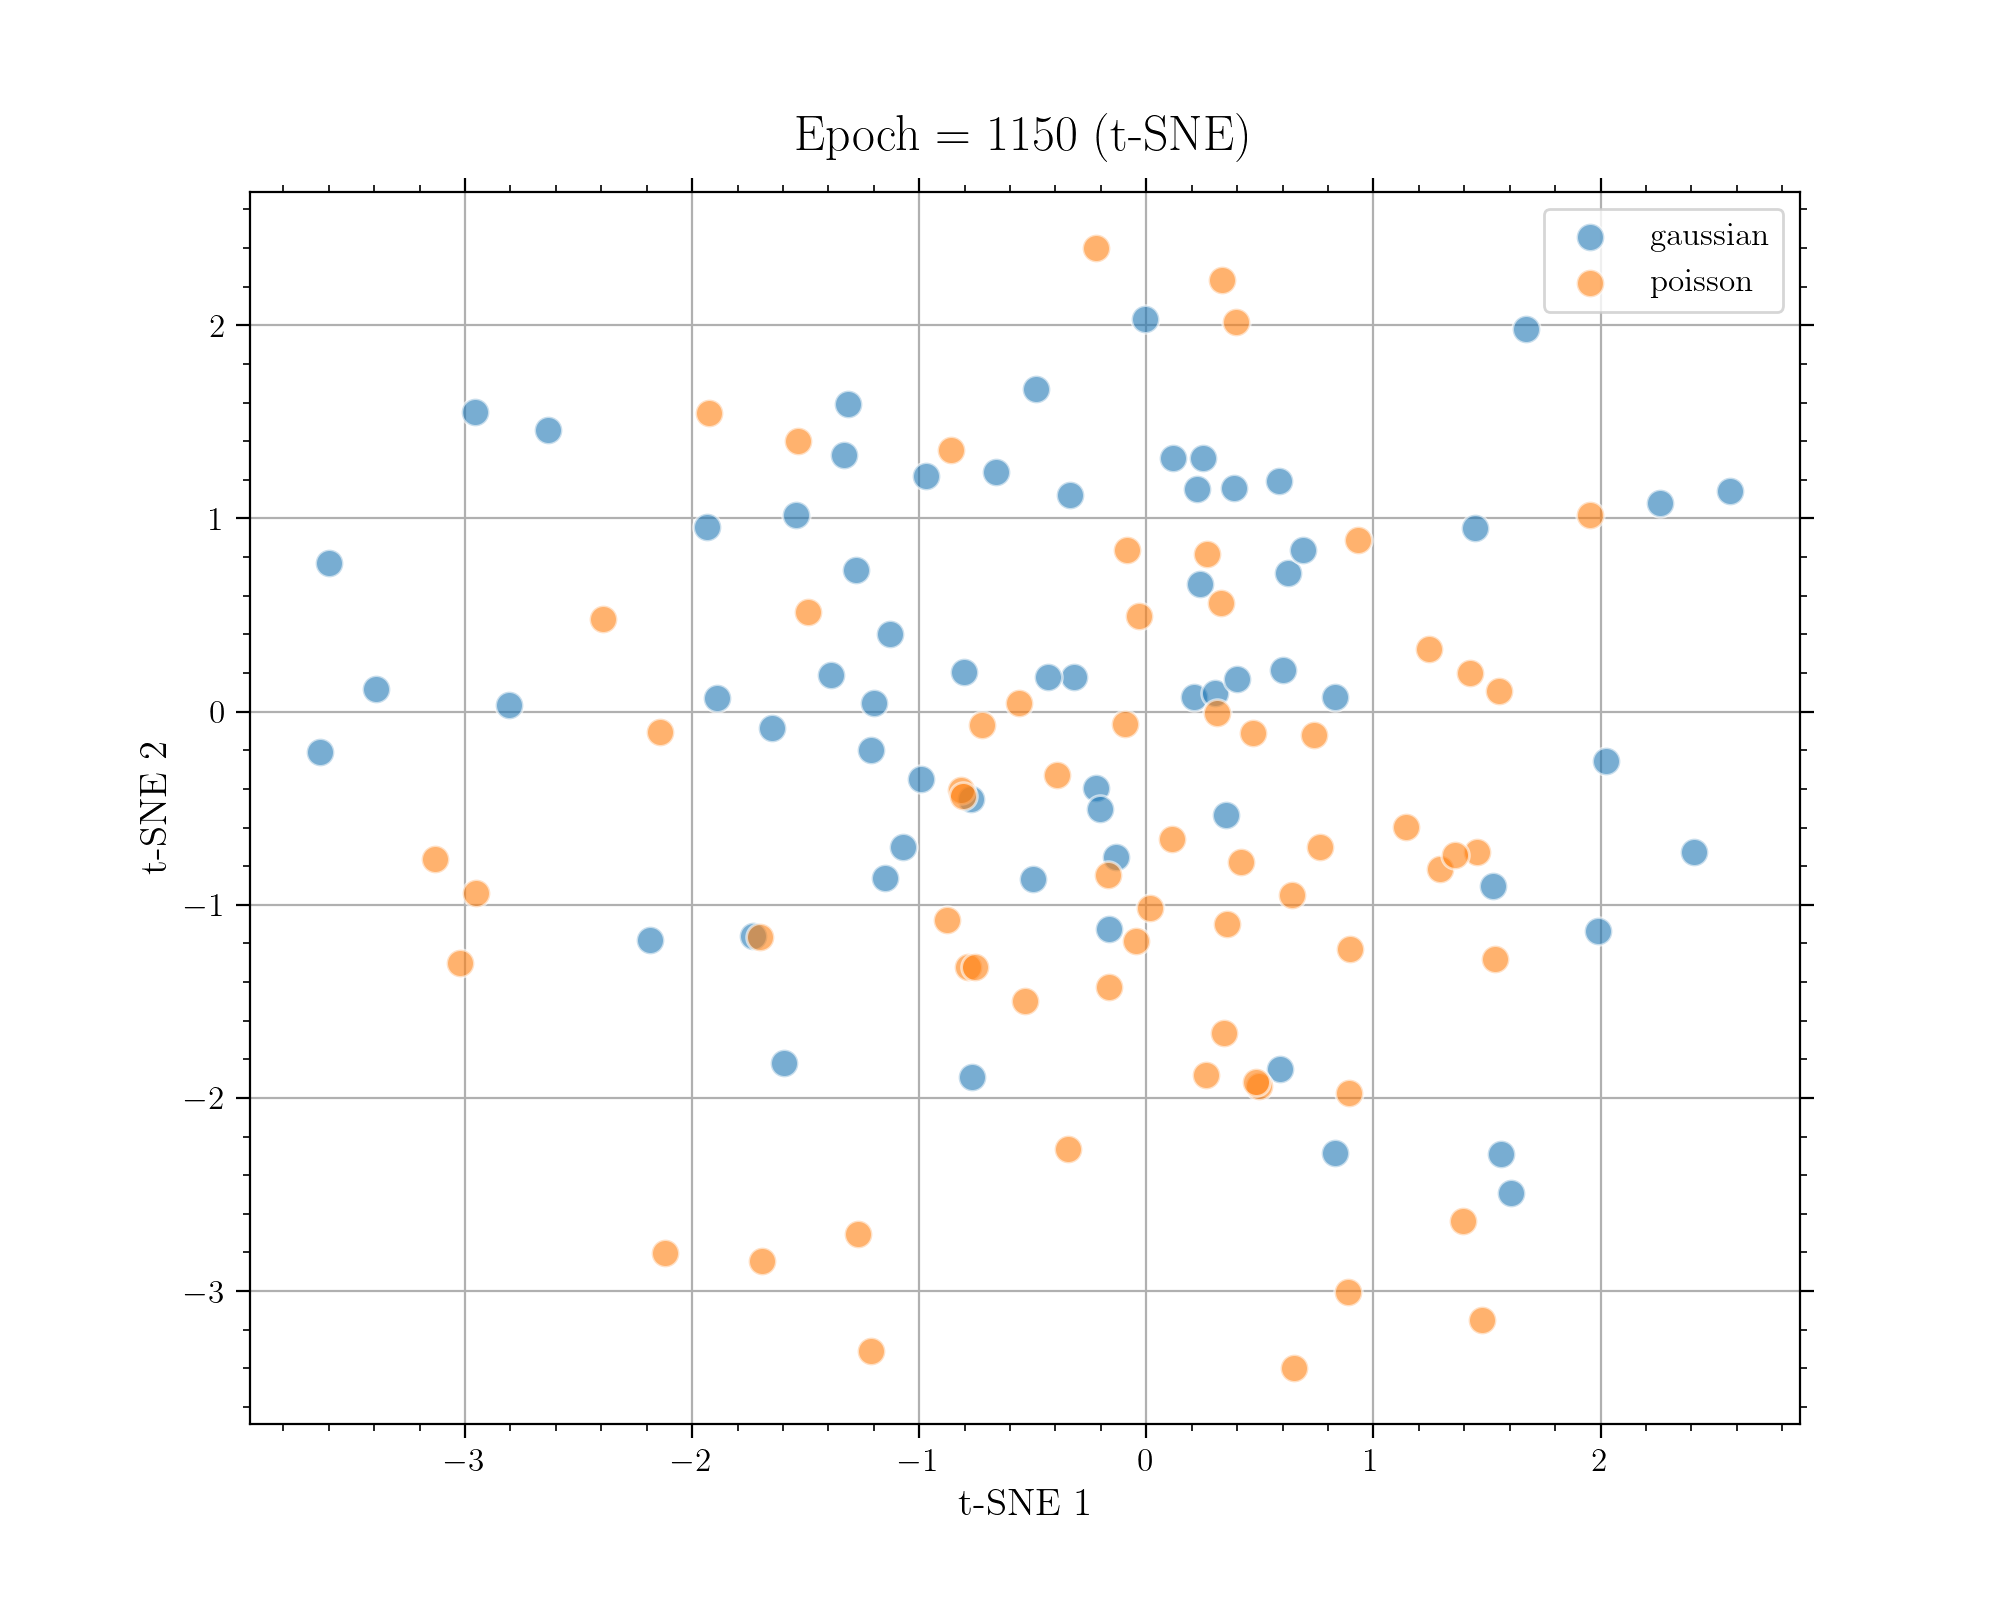 Epoch = 1150 (t-SNE)
gaussian
poisson
2
1
0
−1
−2
−3
t-SNE 2
−3
−2
−1
0
1
2
t-SNE 1